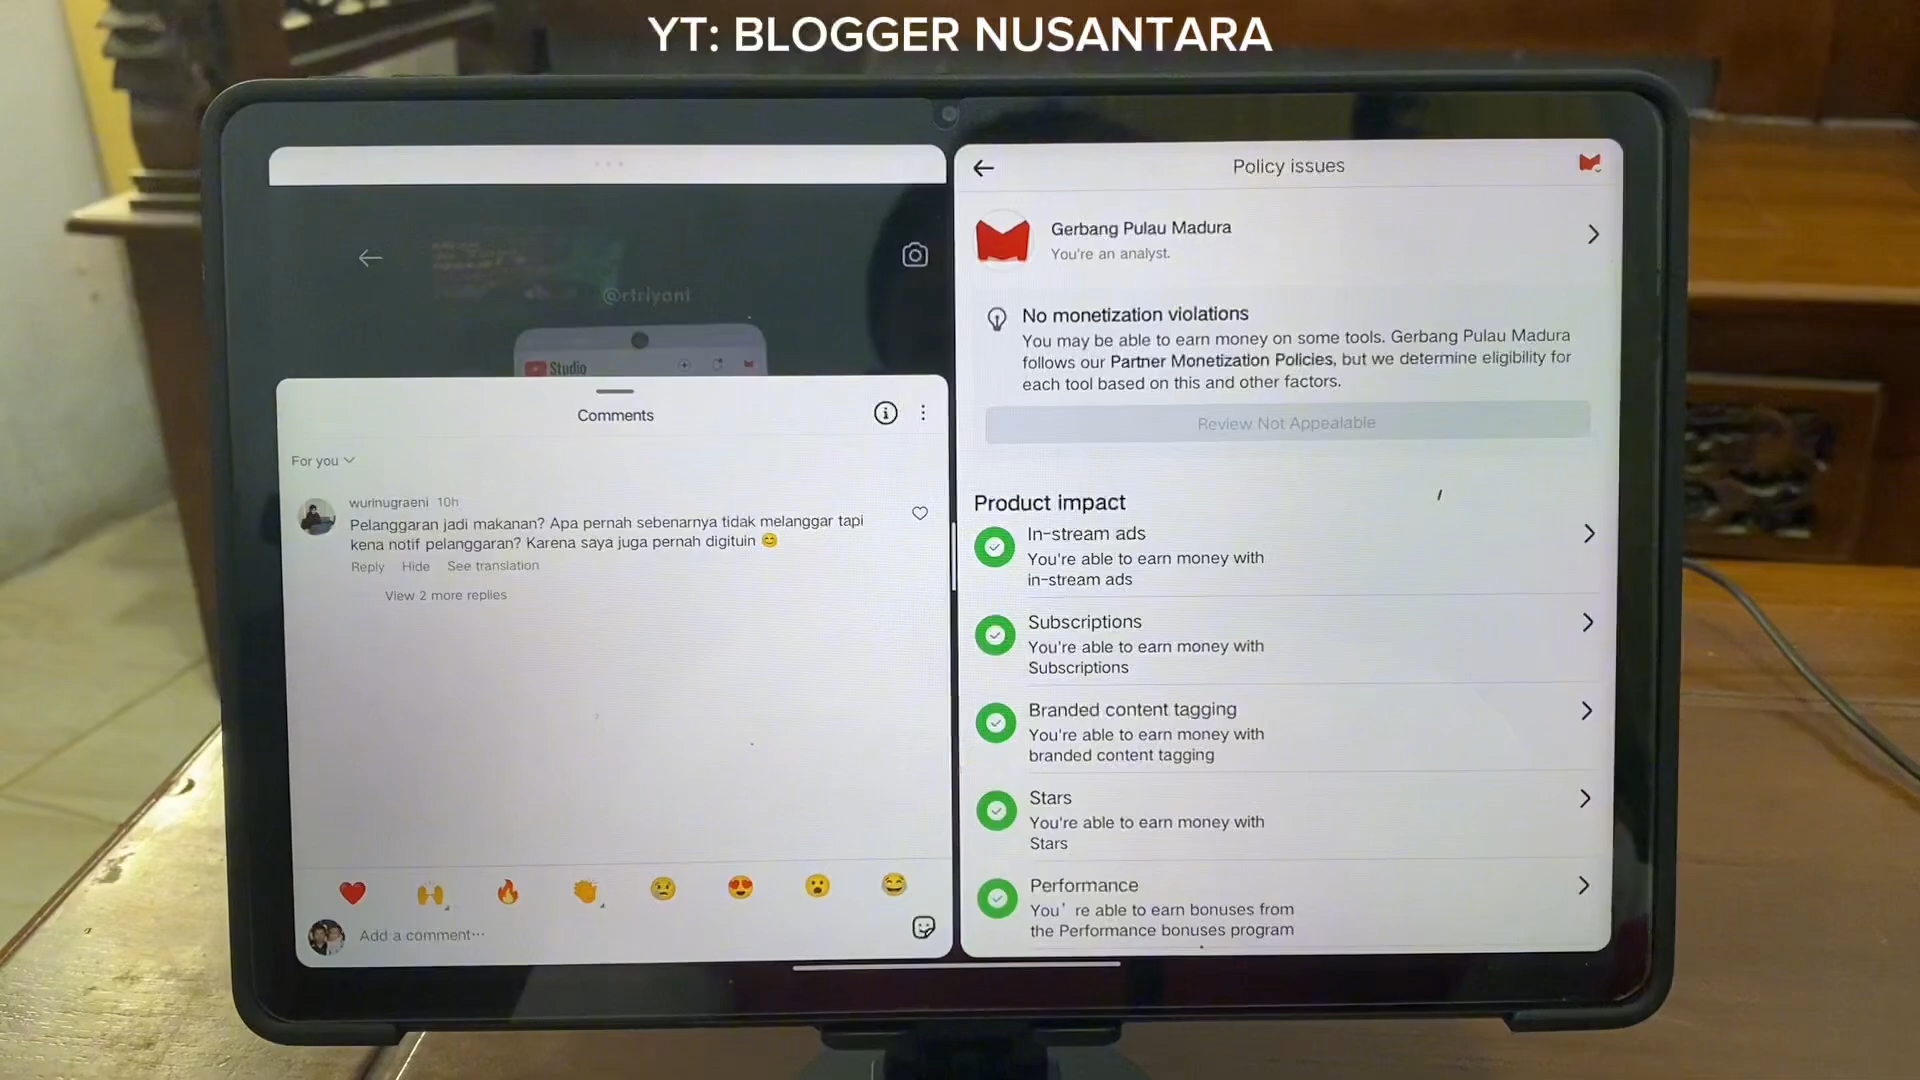 YT: BLOGGER NUSANTARA
@rtriyant
Studio
Comments
For you
wurinugraeni 10h
Pelanggaran jadi makanan? Apa pernah sebenarnya tidak melanggar tapi
kena notif pelanggaran? Karena saya juga pernah digituin 😊
Reply Hide See translation
View 2 more replies
Add a comment...
Policy issues
Gerbang Pulau Madura
You're an analyst.
No monetization violations
You may be able to earn money on some tools. Gerbang Pulau Madura
follows our Partner Monetization Policies, but we determine eligibility for
each tool based on this and other factors.
Review Not Appealable
Product impact
In-stream ads
You're able to earn money with
in-stream ads
Subscriptions
You're able to earn money with
Subscriptions
Branded content tagging
You're able to earn money with
branded content tagging
Stars
You're able to earn money with
Stars
Performance
You're able to earn bonuses from
the Performance bonuses program